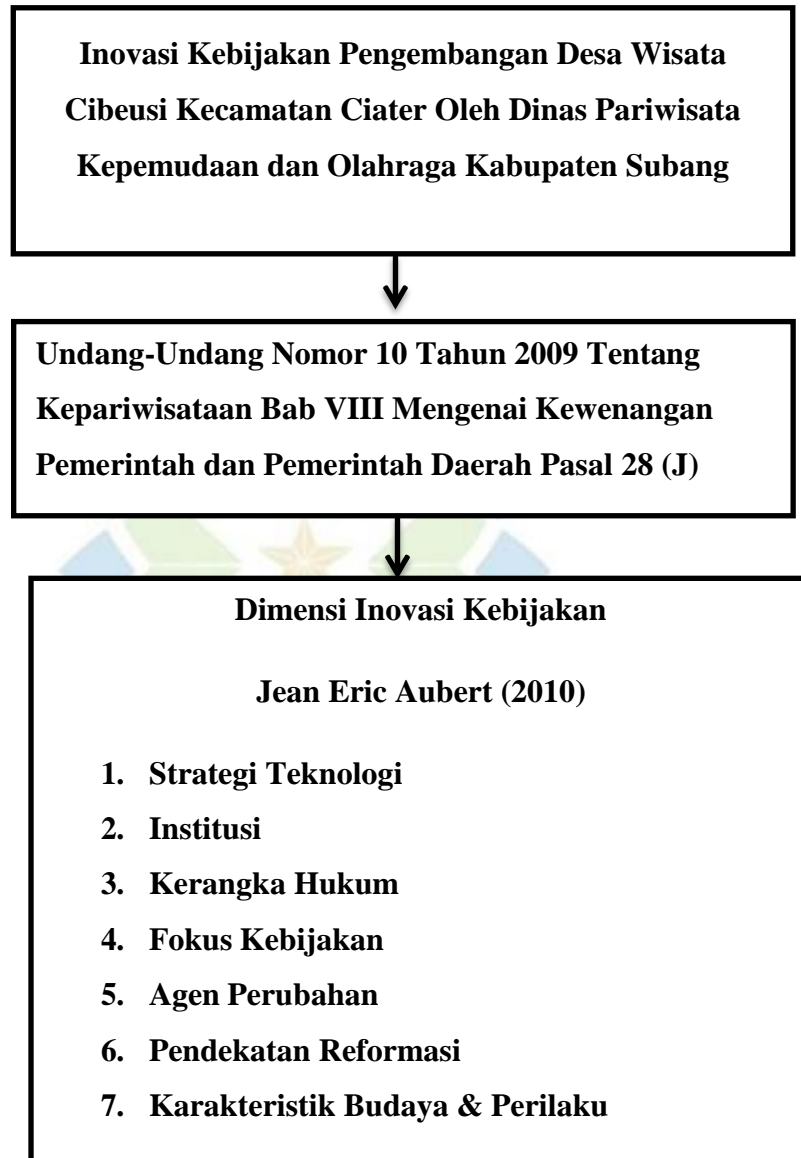 Inovasi Kebijakan Pengembangan Desa Wisata
Cibeusi Kecamatan Ciater Oleh Dinas Pariwisata
Kepemudaan dan Olahraga Kabupaten Subang
Undang-Undang Nomor 10 Tahun 2009 Tentang
Kepariwisataan Bab VIII Mengenai Kewenangan
Pemerintah dan Pemerintah Daerah Pasal 28 (J)
Dimensi Inovasi Kebijakan
Jean Eric Aubert (2010)
1. Strategi Teknologi
2. Institusi
3. Kerangka Hukum
4. Fokus Kebijakan
5. Agen Perubahan
6. Pendekatan Reformasi
7. Karakteristik Budaya & Perilaku